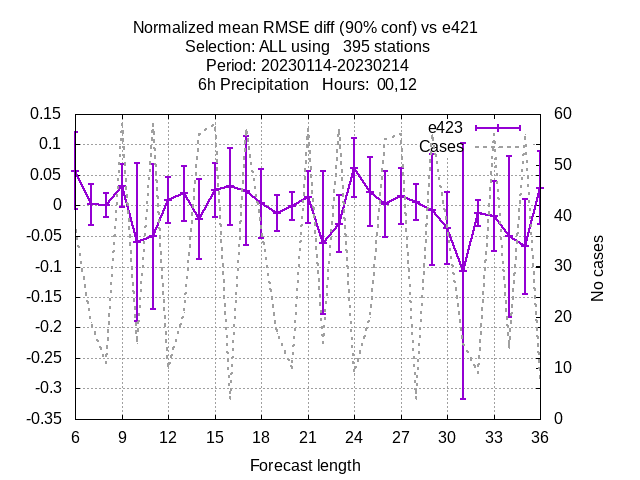 Normalized mean RMSE diff (90% conf) vs e421
Selection: ALL using   395 stations
Period: 20230114-20230214
6h Precipitation   Hours:  00,12
0.15
0.1
0.05
0
-0.05
-0.1
-0.15
-0.2
-0.25
-0.3
-0.35
60
50
40
30
20
10
0
e423
Cases
No cases
6 9 12 15 18 21 24 27 30 33 36
Forecast length